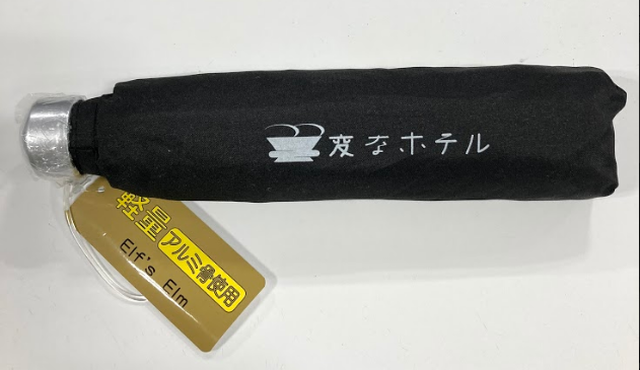 変なホテル
軽量
アルミ骨使用
Elf's Elm